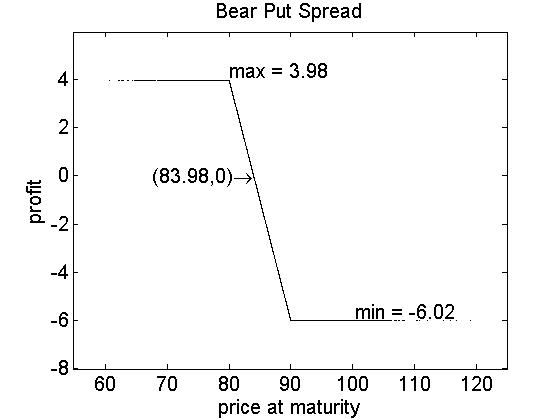 Bear Put Spread
max = 3.98
(83.98,0)→
min = -6.02
4
2
0
-2
-4
-6
-8
profit
60 70 80 90 100 110 120
price at maturity